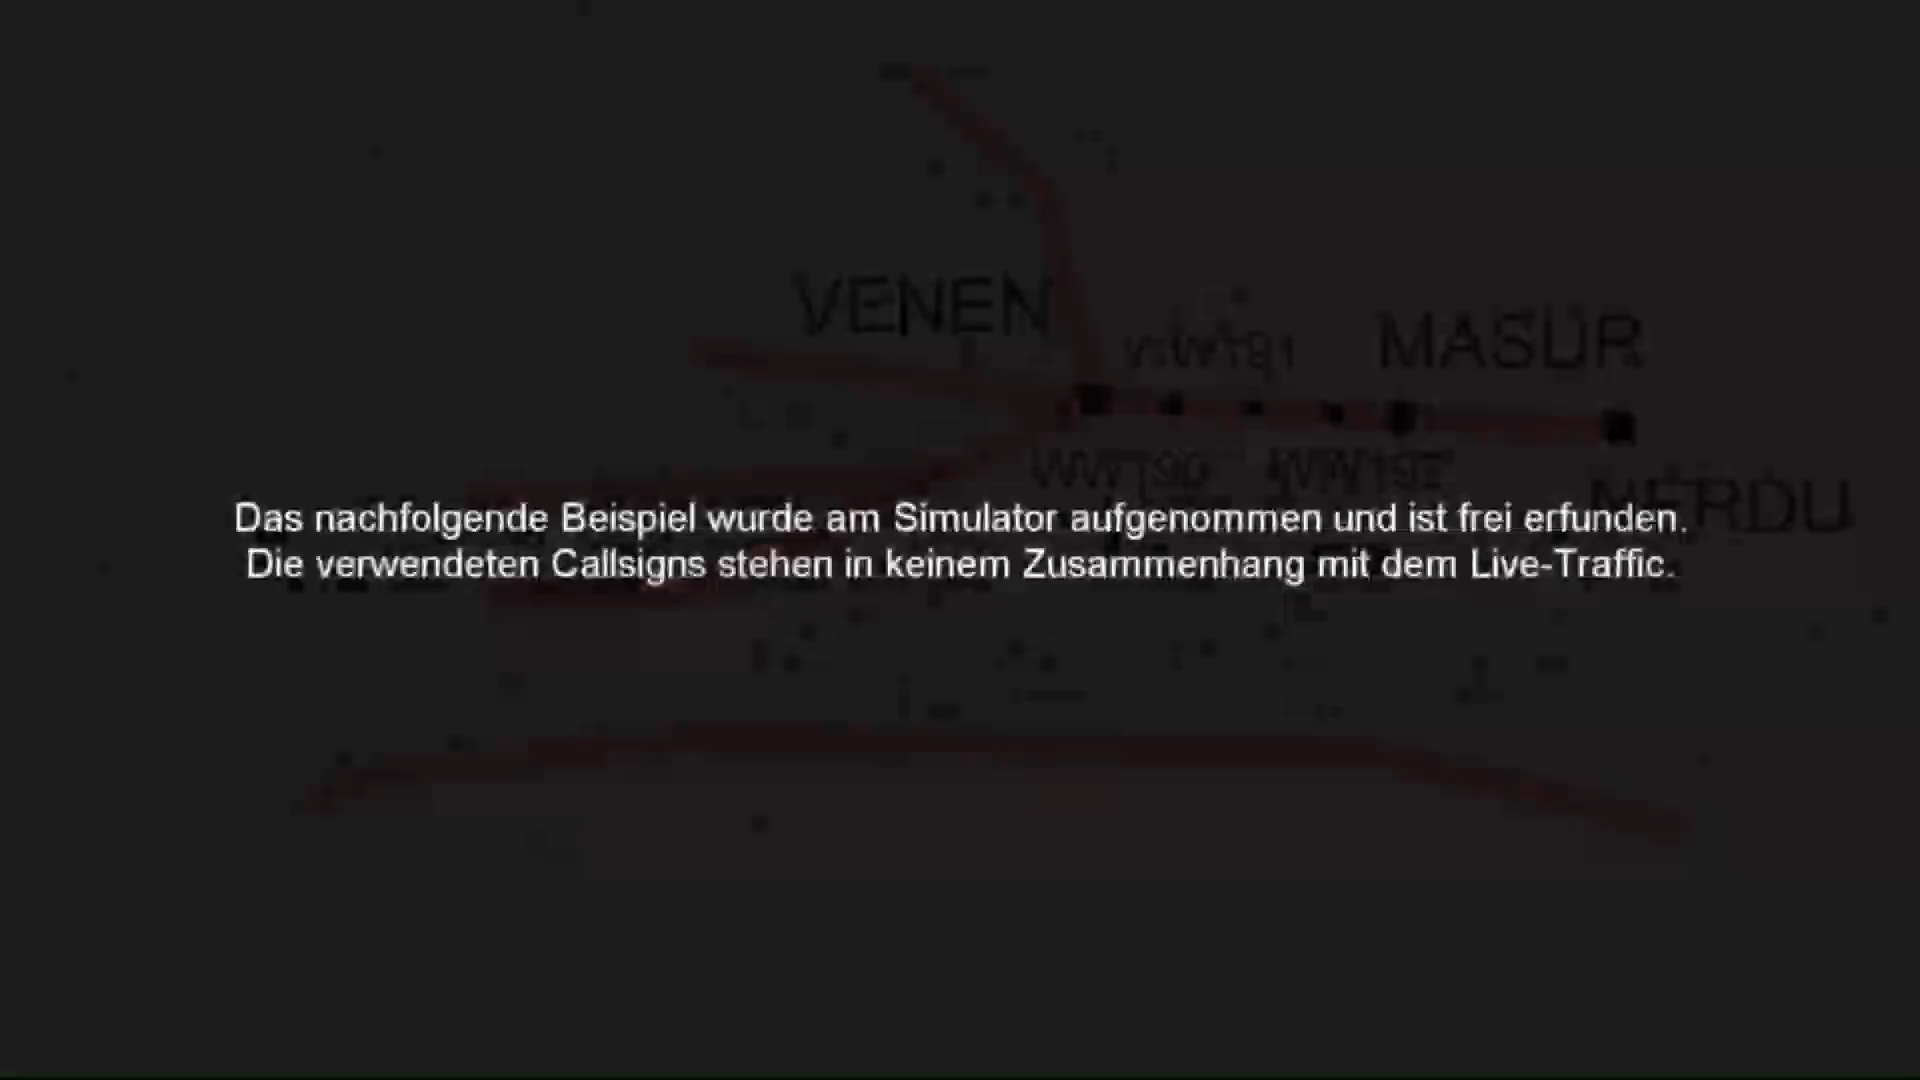 VENEN
MASUR
Das nachfolgende Beispiel wurde am Simulator aufgenommen und ist frei erfunden.
NERDU
Die verwendeten Callsigns stehen in keinem Zusammenhang mit dem Live-Traffic.